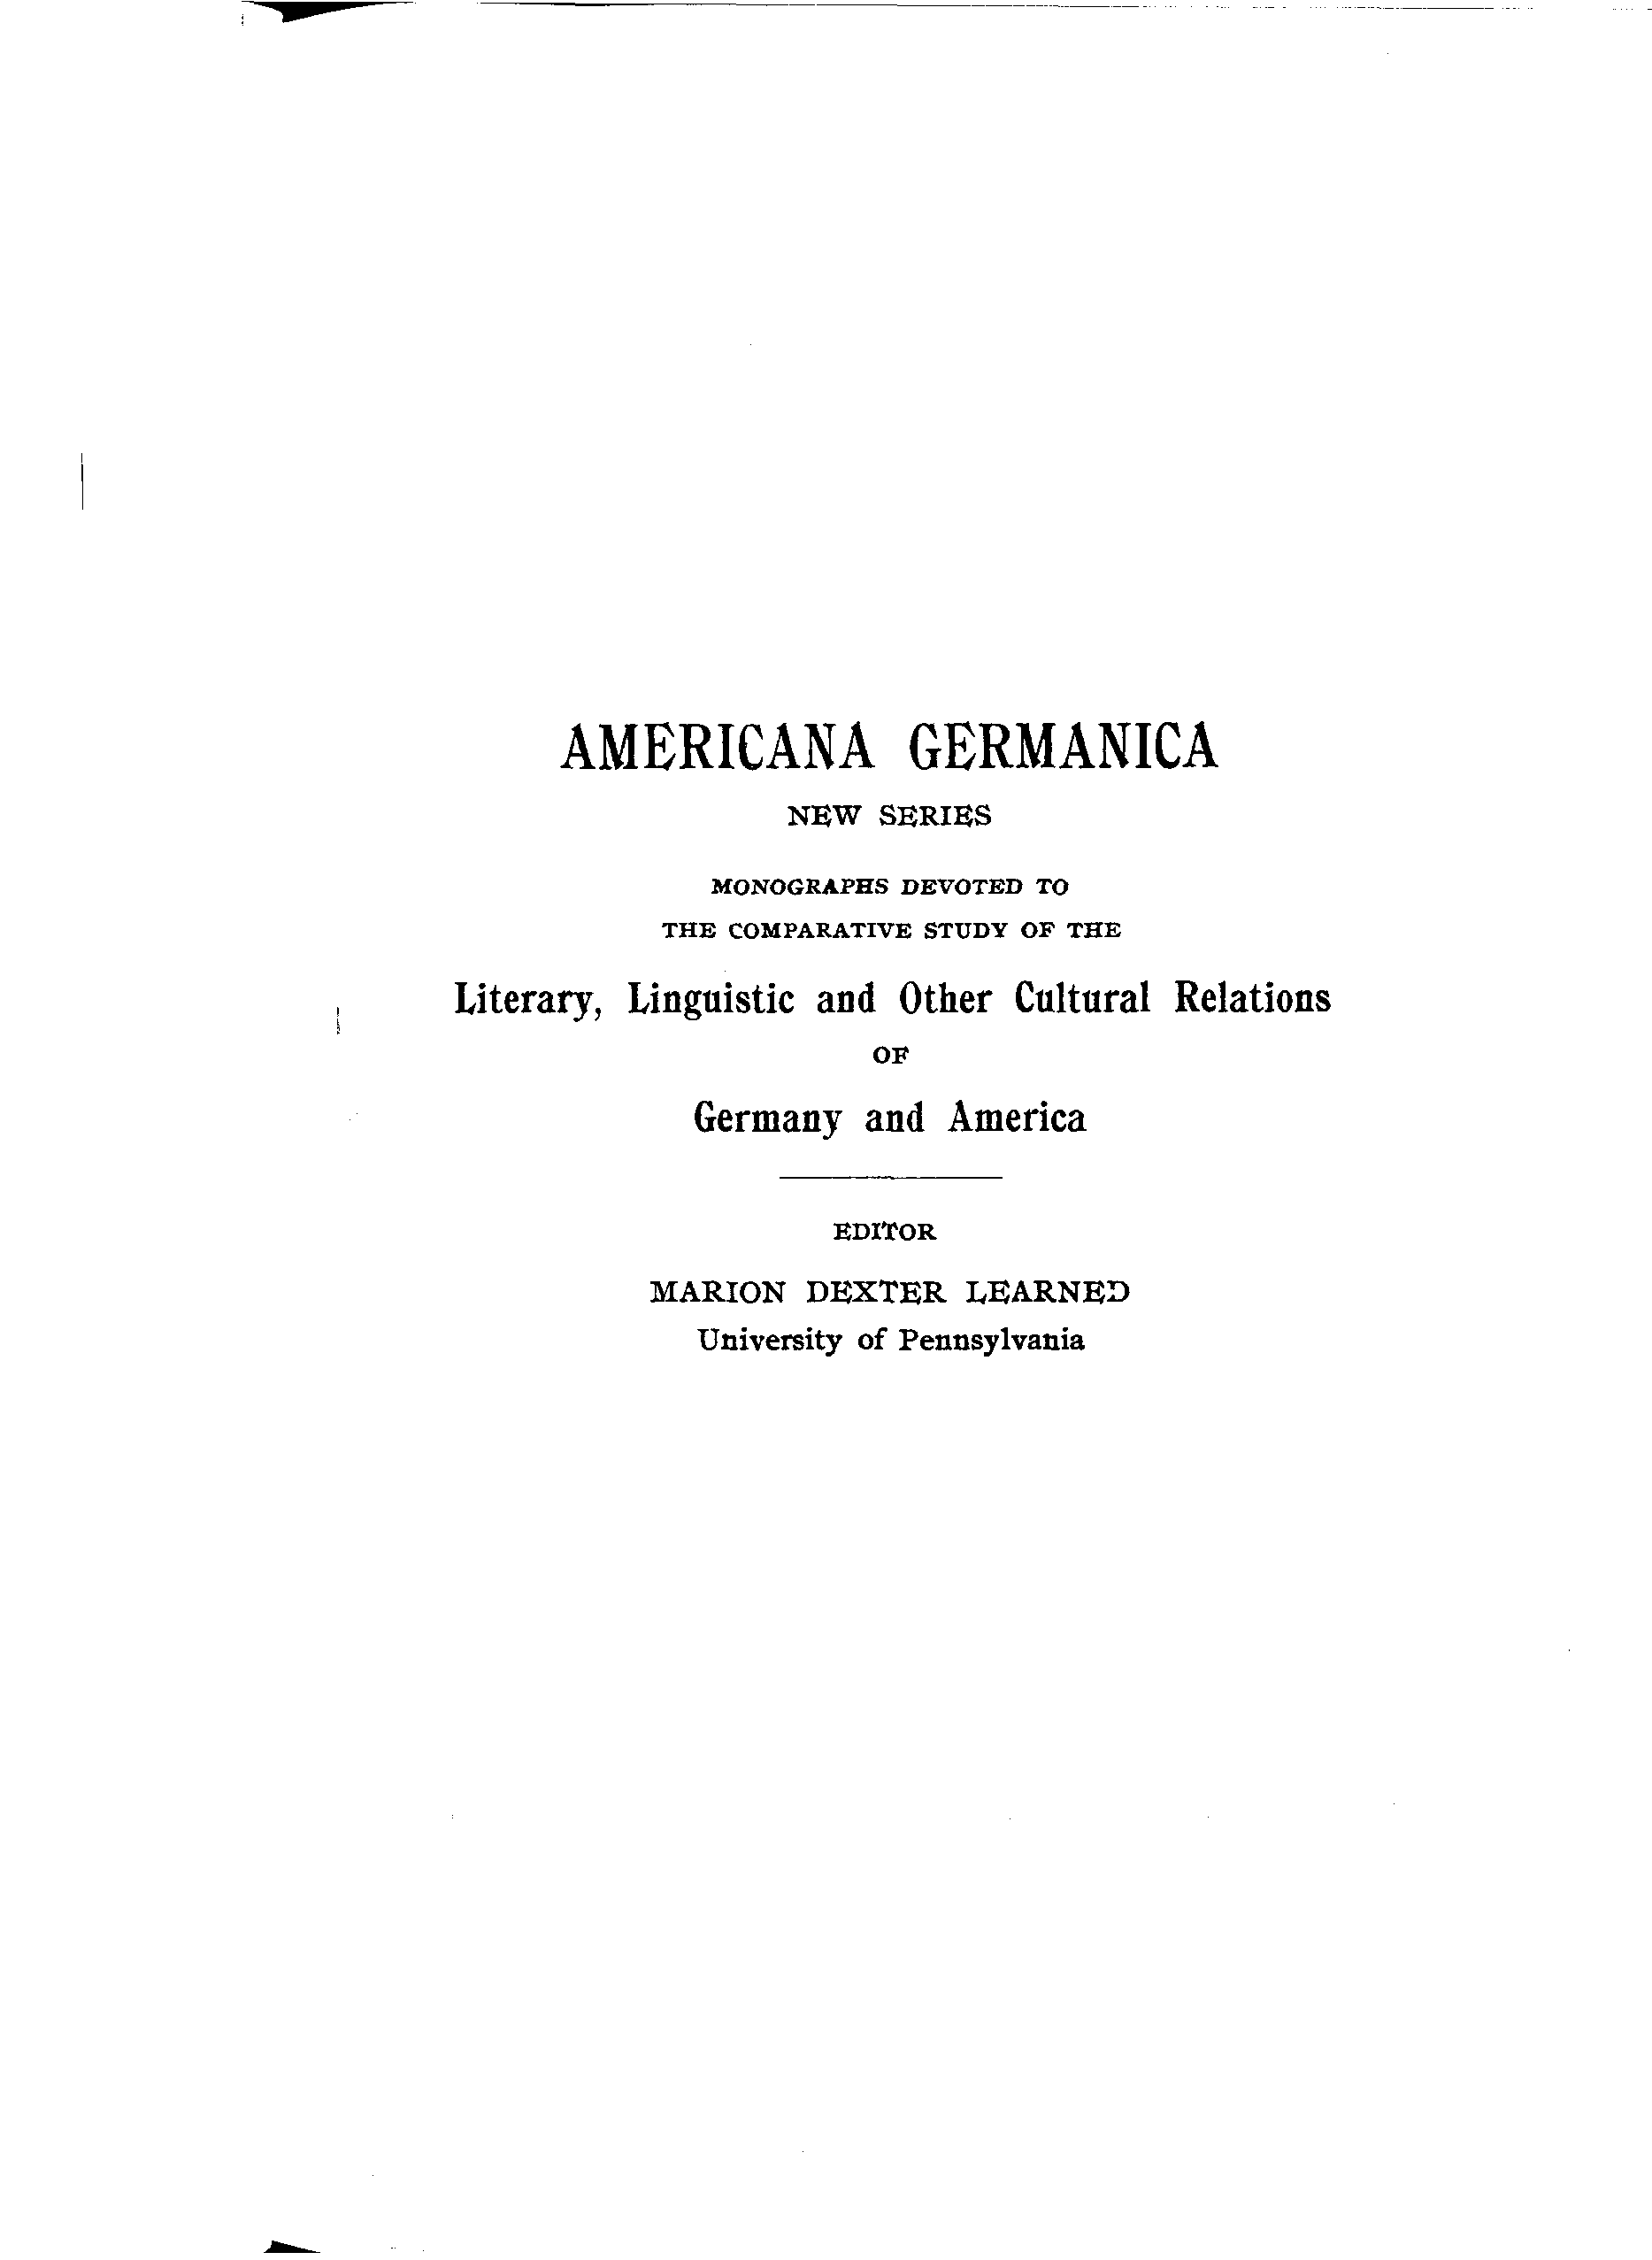 AMERICANA GERMANICA
NEW SERIES
MONOGRAPHS DEVOTED TO
THE COMPARATIVE STUDY OF THE
Literary, Linguistic and Other Cultural Relations
OF
Germany and America
EDITOR
MARION DEXTER LEARNED
University of Pennsylvania